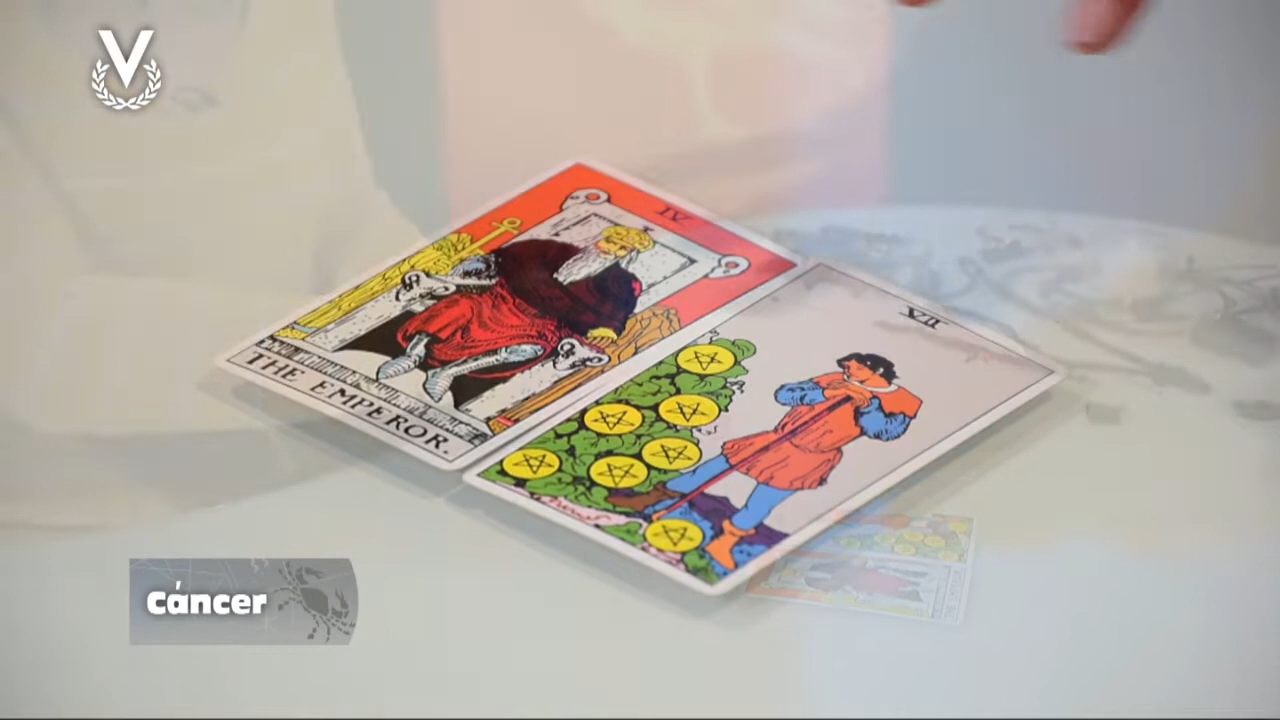 V
IV
THE EMPEROR.
VII
Cáncer